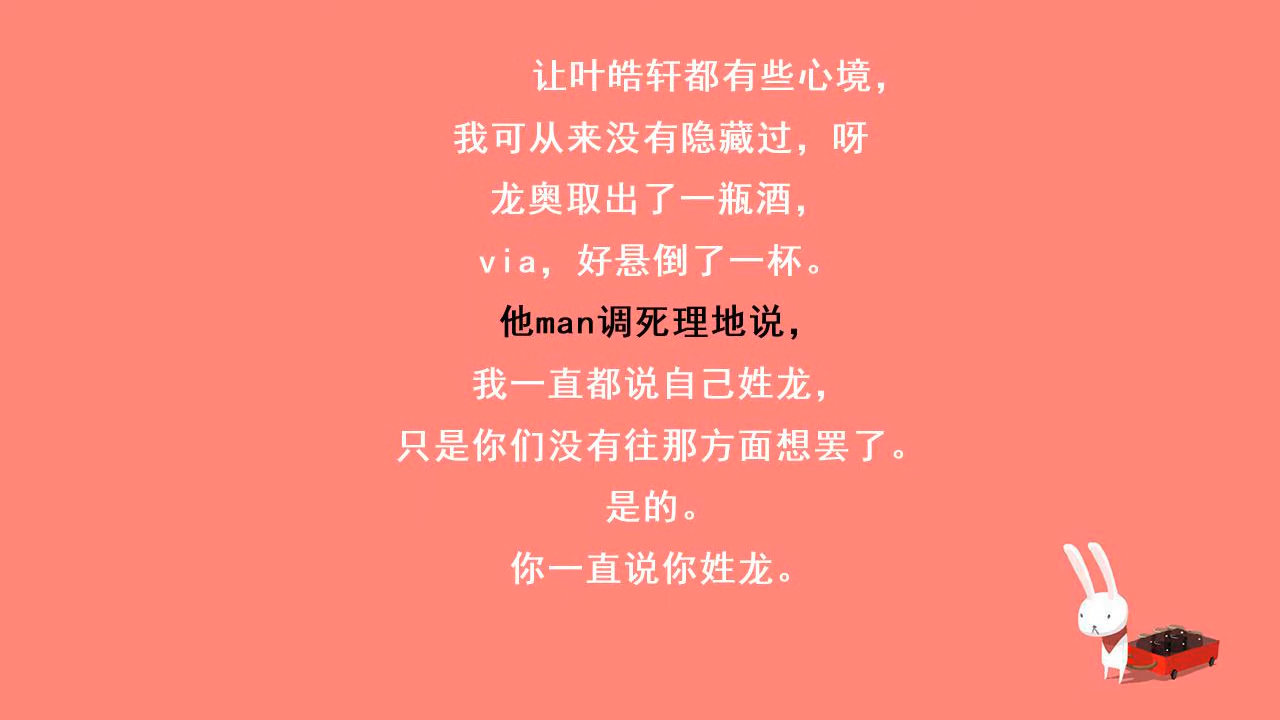 让叶皓轩都有些心境，
我可从来没有隐藏过，呀
龙奥取出了一瓶酒，
via，好悬倒了一杯。
他man调死理地说，
我一直都说自己姓龙，
只是你们没有往那方面想罢了。
是的。
你一直说你姓龙。